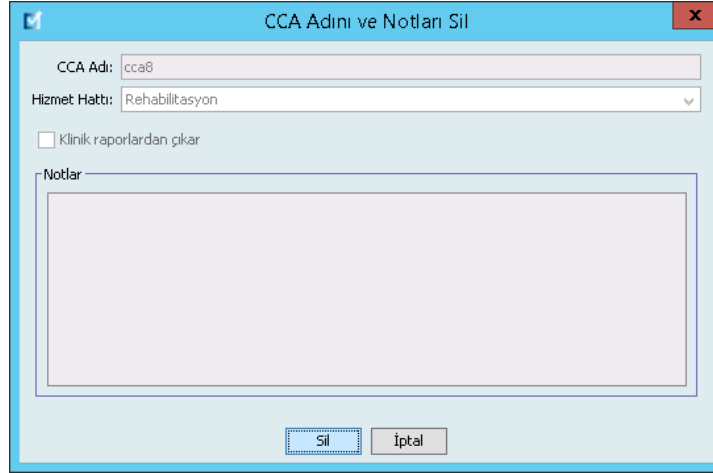 CCA Adını ve Notları Sil
x
CCA Adı: cca8
Hizmet Hattı: Rehabilitasyon
Klinik raporlardan çıkar
Notlar
Sil İptal